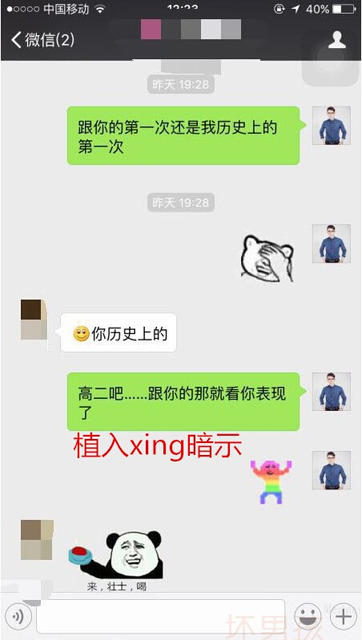 中国移动
12:23
40%
微信(2)
昨天 19:28
跟你的第一次还是我历史上的
第一次
昨天 19:28
你历史上的
高二吧......跟你的那就看你表现
了
植入xing暗示
来，壮士，喝
坏男孩